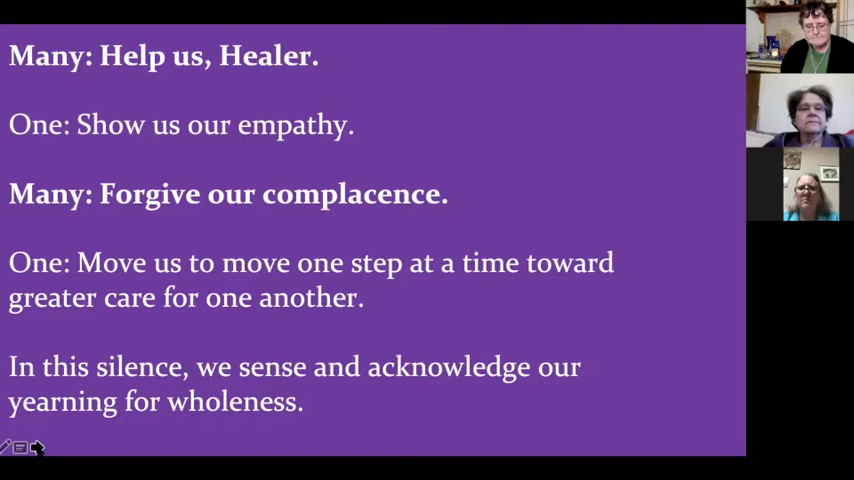 Many: Help us, Healer.
One: Show us our empathy.
Many: Forgive our complacence.
One: Move us to move one step at a time toward
greater care for one another.
In this silence, we sense and acknowledge our
yearning for wholeness.